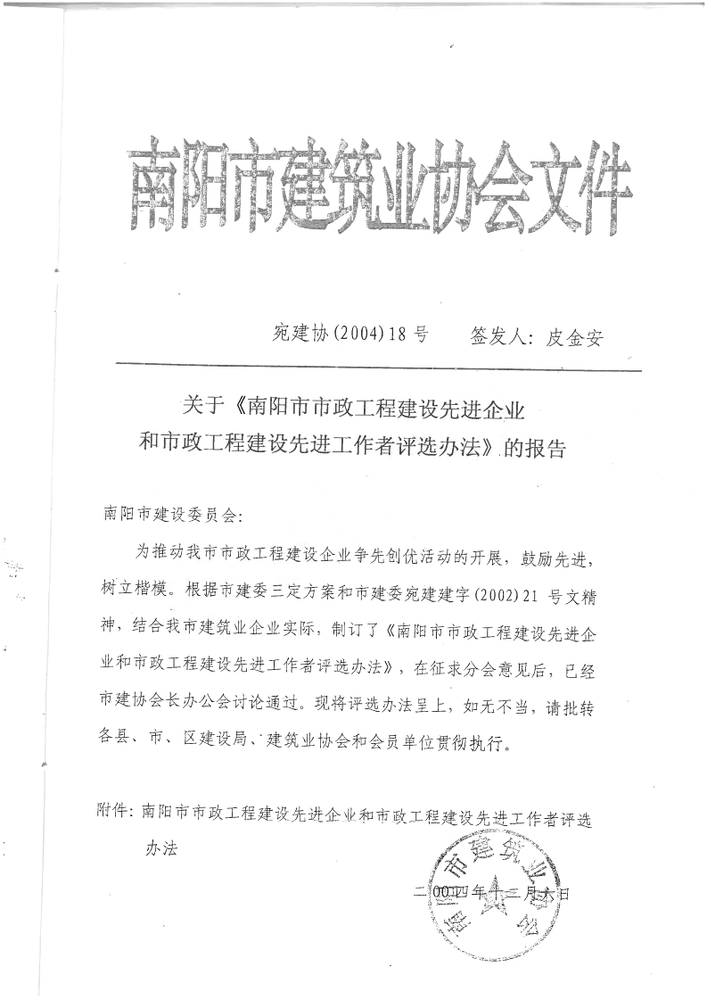 南阳市建筑业协会文件
宛建协(2004)18号 签发人：皮金安
关于《南阳市市政工程建设先进企业
和市政工程建设先进工作者评选办法》的报告
南阳市建设委员会：
为推动我市市政工程建设企业争先创优活动的开展，鼓励先进，
树立楷模。根据市建委三定方案和市建委宛建建字(2002)21 号文精
神，结合我市建筑业企业实际，制订了《南阳市市政工程建设先进企
业和市政工程建设先进工作者评选办法》，在征求分会意见后，已经
市建协会长办公会讨论通过。现将评选办法呈上，如无不当，请批转
各县、市、区建设局、建筑业协会和会员单位贯彻执行。
附件：南阳市市政工程建设先进企业和市政工程建设先进工作者评选
办法
二00四年十三月六日
南阳市建筑业协会